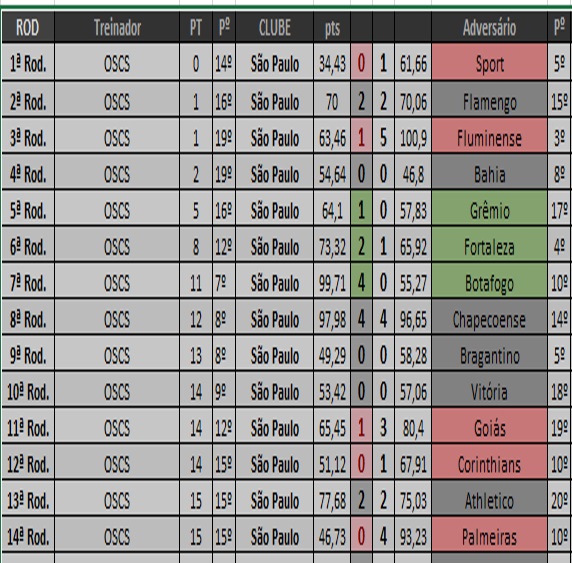 ROD Treinador PT Pº CLUBE pts Adversário Pº
1ª Rod. OSCS 0 14º São Paulo 34,43 0 1 61,66 Sport 5º
2ª Rod. OSCS 1 16º São Paulo 70 2 2 70,06 Flamengo 15º
3ª Rod. OSCS 1 19º São Paulo 63,46 1 5 100,9 Fluminense 3º
4ª Rod. OSCS 2 19º São Paulo 54,64 0 0 46,8 Bahia 8º
5ª Rod. OSCS 5 16º São Paulo 64,1 1 0 57,83 Grêmio 17º
6ª Rod. OSCS 8 12º São Paulo 73,32 2 1 65,92 Fortaleza 4º
7ª Rod. OSCS 11 7º São Paulo 99,71 4 0 55,27 Botafogo 10º
8ª Rod. OSCS 12 8º São Paulo 97,98 4 4 96,65 Chapecoense 14º
9ª Rod. OSCS 13 8º São Paulo 49,29 0 0 58,28 Bragantino 5º
10ª Rod. OSCS 14 9º São Paulo 53,42 0 0 57,06 Vitória 18º
11ª Rod. OSCS 14 12º São Paulo 65,45 1 3 80,4 Goiás 19º
12ª Rod. OSCS 14 15º São Paulo 51,12 0 1 67,91 Corinthians 10º
13ª Rod. OSCS 15 15º São Paulo 77,68 2 2 75,03 Athletico 20º
14ª Rod. OSCS 15 15º São Paulo 46,73 0 4 93,23 Palmeiras 10º